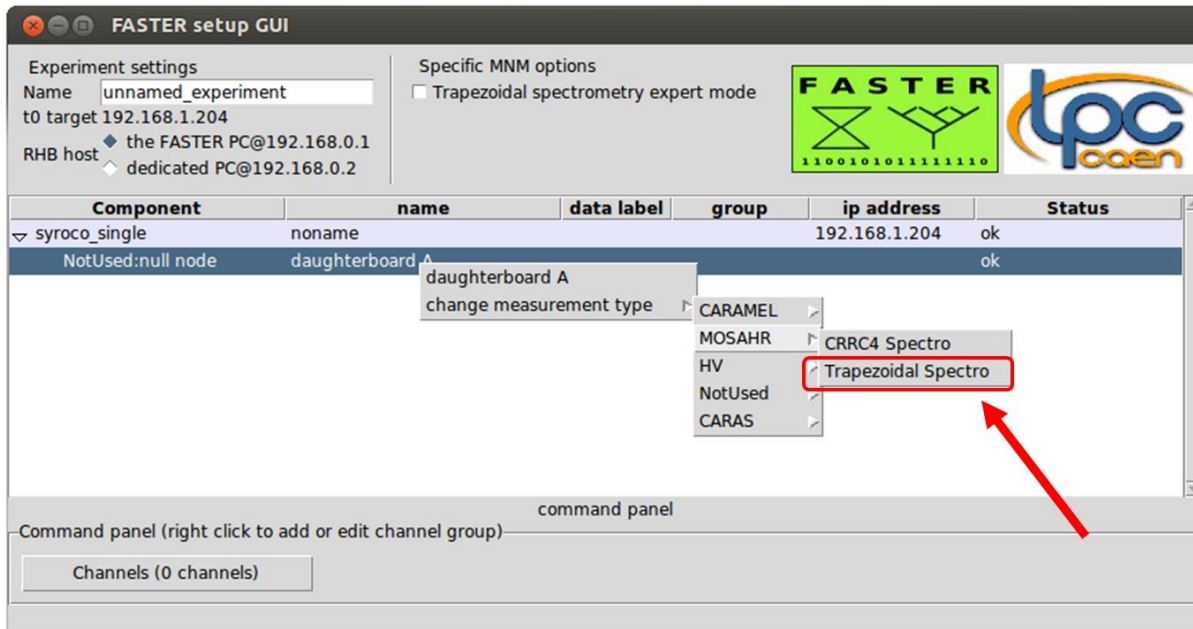 FASTER setup GUI
Experiment settings
Name unnamed_experiment
t0 target 192.168.1.204
RHB host
the FASTER PC@192.168.0.1
dedicated PC@192.168.0.2
Specific MNM options
Trapezoidal spectrometry expert mode
FASTER
1100101011111110
lpc
caen
Component name data label group ip address Status
syroco_single noname 192.168.1.204 ok
NotUsed:null node daughterboard A ok
daughterboard A
change measurement type
CARAMEL
MOSAHR
HV
NotUsed
CARAS
CRRC4 Spectro
Trapezoidal Spectro
command panel
Command panel (right click to add or edit channel group)
Channels (0 channels)